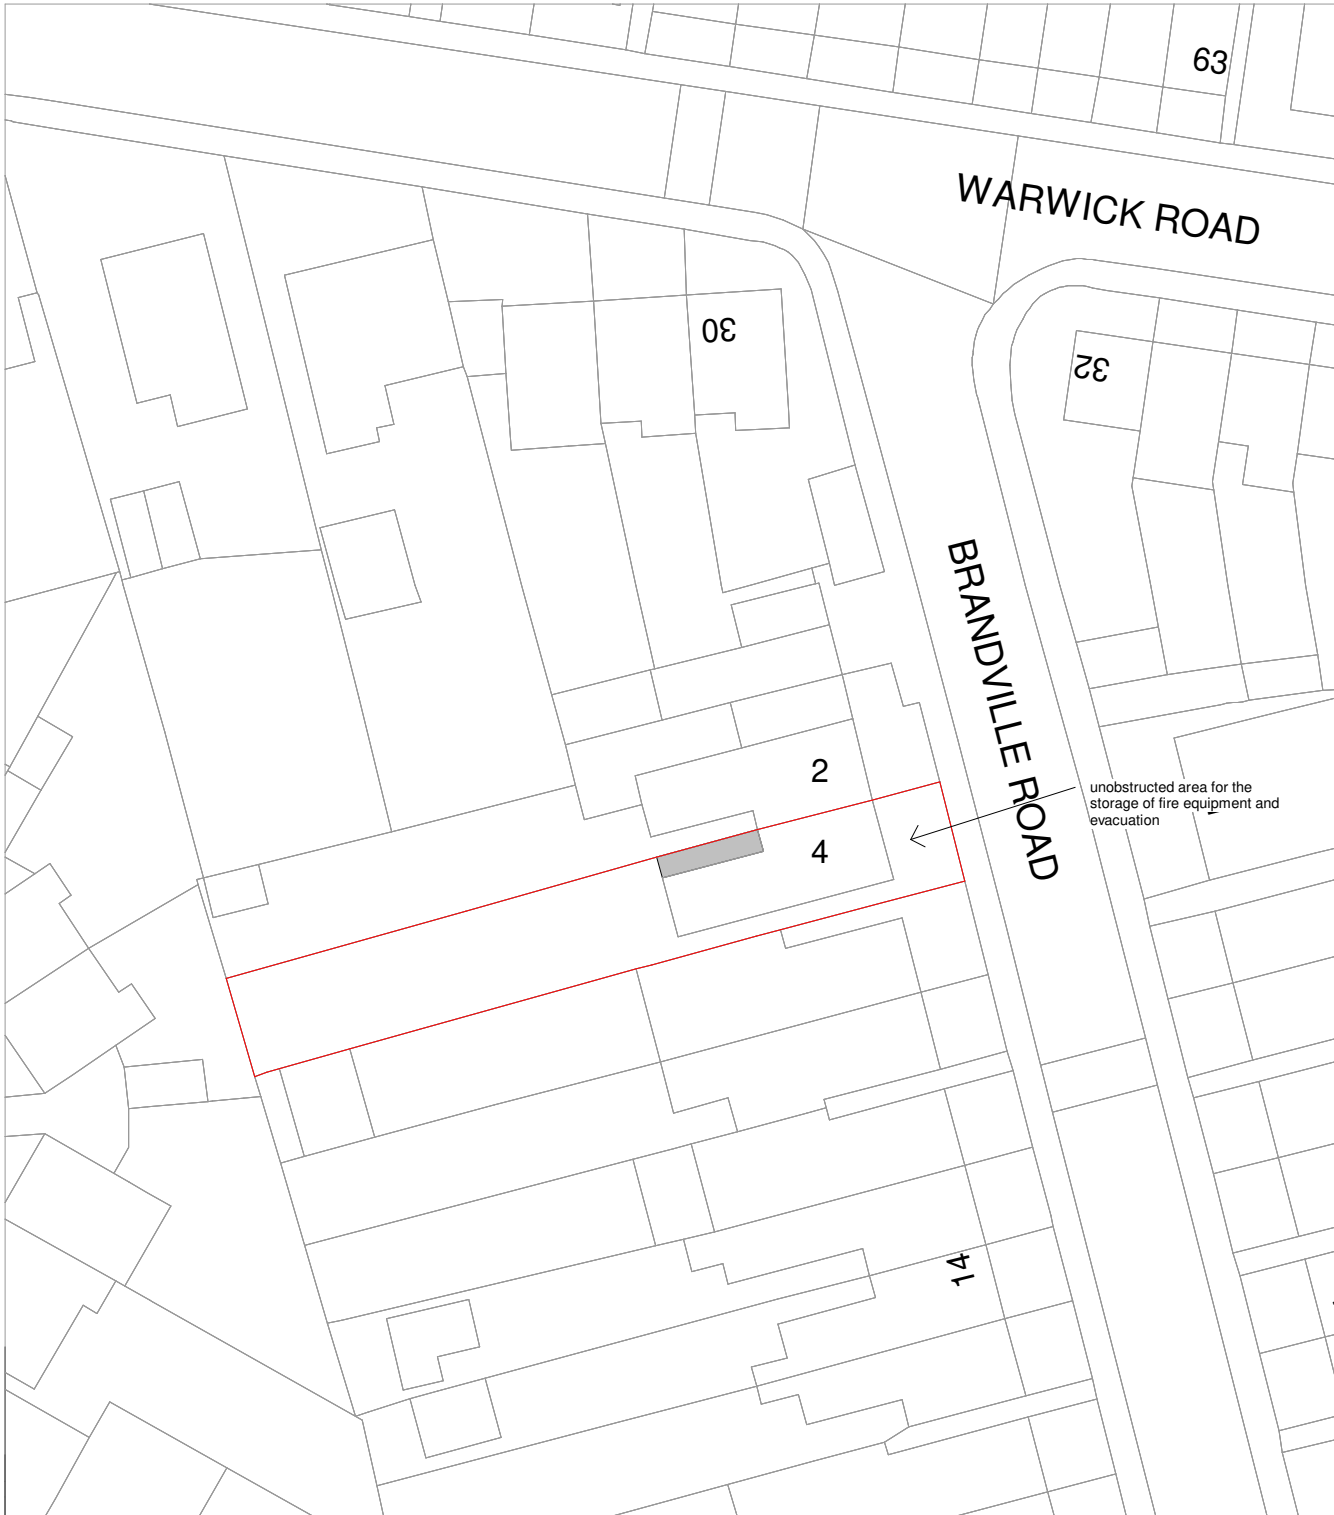 63
WARWICK ROAD
30
32
BRANDVILLE ROAD
2
unobstructed area for the
storage of fire equipment and
evacuation
4
14